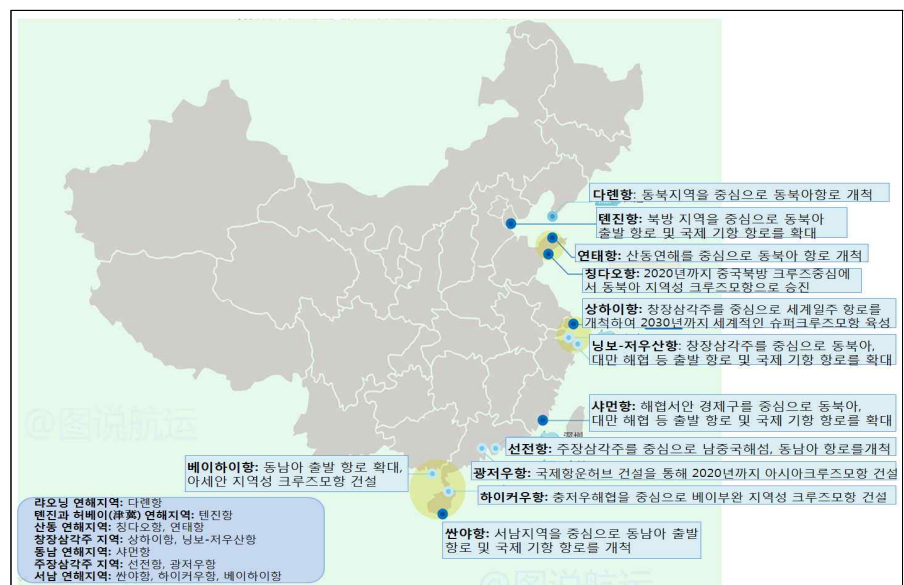 다롄항: 동북지역을 중심으로 동북아항로 개척
톈진항: 북방 지역을 중심으로 동북아
출발 항로 및 국제 기항 항로를 확대
연태항: 산동연해를 중심으로 동북아 항로 개척
칭다오항: 2020년까지 중국북방 크루즈중심에
서 동북아 지역성 크루즈모항으로 승진
상하이항: 창장삼각주를 중심으로 세계일주 항로를
개척하여 2030년까지 세계적인 슈퍼크루즈모항 육성
닝보-저우산항: 창장삼각주를 중심으로 동북아,
대만 해협 등 출발 항로 및 국제 기항 항로를 확대
샤먼항: 해협서안 경제구를 중심으로 동북아,
대만 해협 등 출발 항로 및 국제 기항 항로를 확대
@图说航运
深圳
선전항: 주장삼각주를 중심으로 남중국해섬, 동남아 항로를개척
베이하이항: 동남아 출발 항로 확대,
아세안 지역성 크루즈모항 건설
광저우항: 국제항운허브 건설을 통해 2020년까지 아시아크루즈모항 건설
하이커우항: 충저우해협을 중심으로 베이부완 지역성 크루즈모항 건설
싼야항: 서남지역을 중심으로 동남아 출발
항로 및 국제 기항 항로를 개척
랴오닝 연해지역: 다롄항
톈진과 허베이(津冀) 연해지역: 톈진항
산동 연해지역: 칭다오항, 연태항
창장삼각주 지역: 상하이항, 닝보-저우산항
동남 연해지역: 샤먼항
주장삼각주 지역: 선전항, 광저우항
서남 연해지역: 싼야항, 하이커우항, 베이하이항
@图说航运